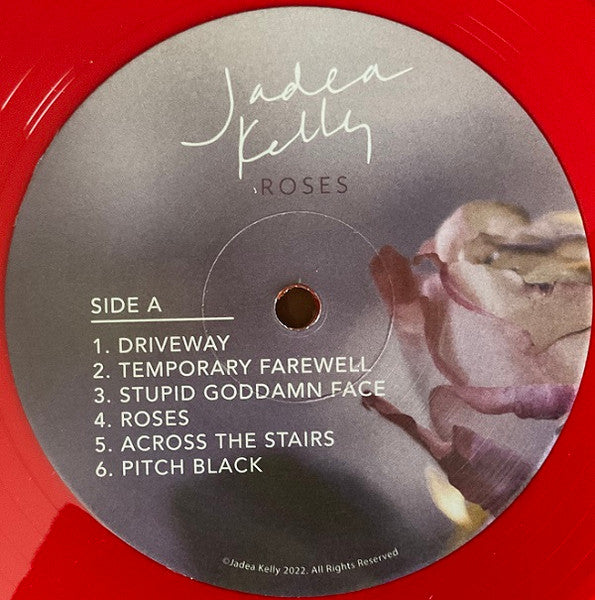 Jadea
Kelly
ROSES
SIDE A
1. DRIVEWAY
2. TEMPORARY FAREWELL
3. STUPID GODDAMN FACE
4. ROSES
5. ACROSS THE STAIRS
6. PITCH BLACK
©Jadea Kelly 2022. All Rights Reserved